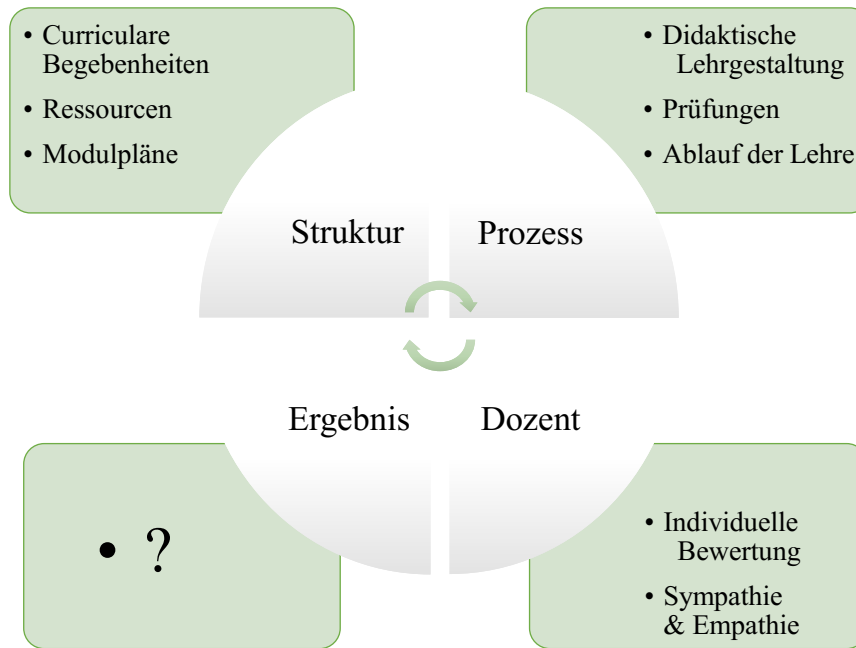 • Curriculare
Begebenheiten
• Ressourcen
• Modulpläne
• Didaktische
Lehrgestaltung
• Prüfungen
• Ablauf der Lehre
Struktur
Prozess
Ergebnis
Dozent
• ?
• Individuelle
Bewertung
• Sympathie
& Empathie